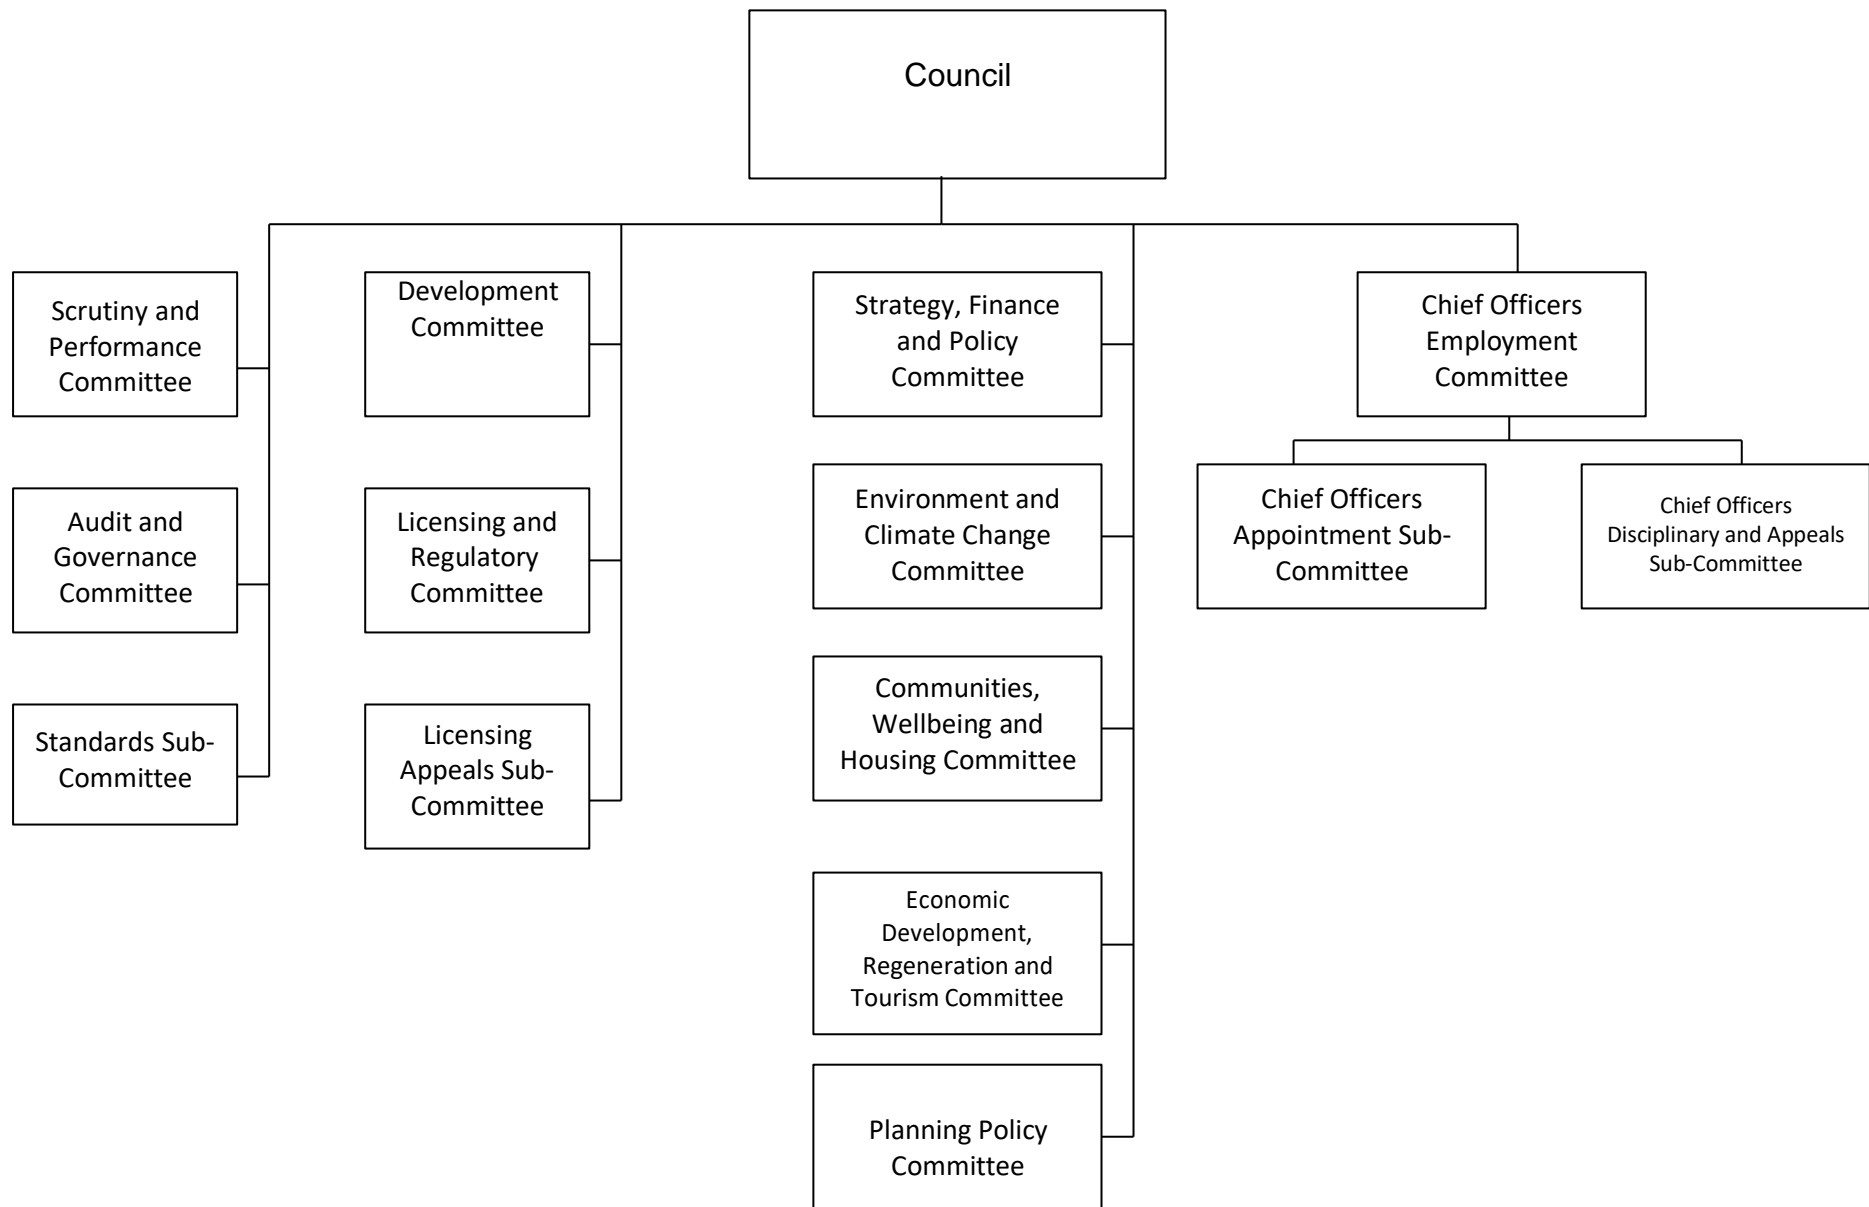 Council
Scrutiny and
Performance
Committee
Development
Committee
Strategy, Finance
and Policy
Committee
Chief Officers
Employment
Committee
Audit and
Governance
Committee
Licensing and
Regulatory
Committee
Environment and
Climate Change
Committee
Chief Officers
Appointment Sub-
Committee
Chief Officers
Disciplinary and Appeals
Sub-Committee
Standards Sub-
Committee
Licensing
Appeals Sub-
Committee
Communities,
Wellbeing and
Housing Committee
Economic
Development,
Regeneration and
Tourism Committee
Planning Policy
Committee